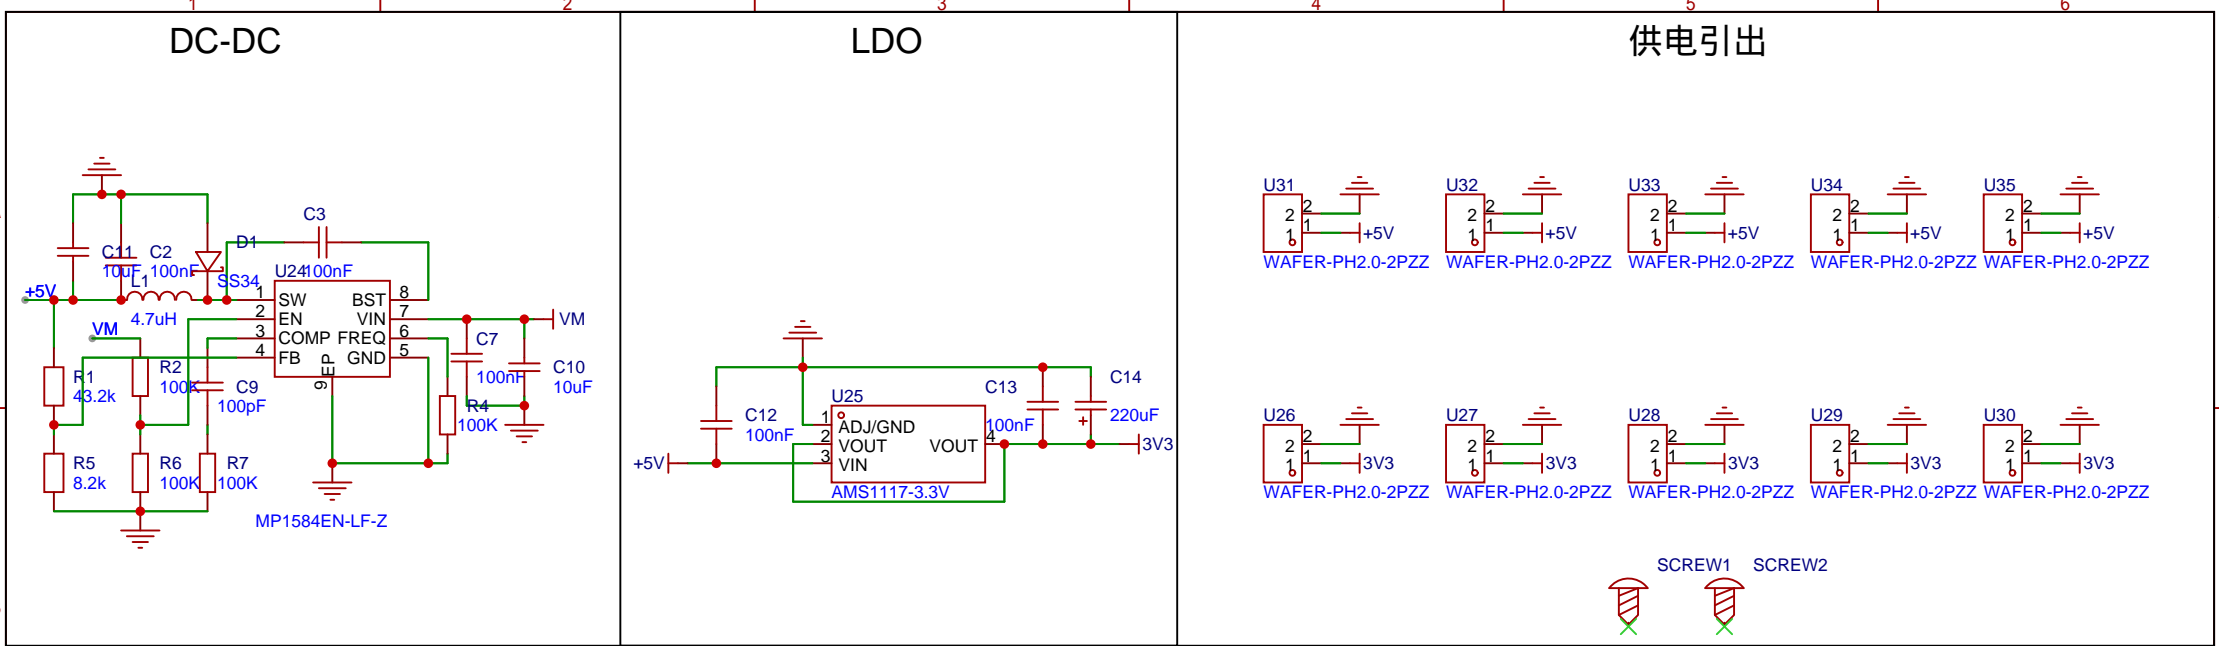 1 2 3 4 5 6
DC-DC
C3
D1
C11 C2
10uF 100nF
L1
SS34
U24 100nF
+5V
4.7uH
VM
1 SW BST 8
2 EN VIN 7
3 COMP FREQ 6
4 FB GND 5
9 EP
VM
C7
100nF
C10
10uF
R1
43.2k
R2
100K
C9
100pF
R4
100K
R5
8.2k
R6
100K
R7
100K
MP1584EN-LF-Z
LDO
U25
C12
100nF
C13
100nF
C14
220uF
+
1 ADJ/GND
2 VOUT VOUT 4
3 VIN
+5V
3V3
AMS1117-3.3V
供电引出
U31 U32 U33 U34 U35
2 2 2 2 2 2 2 2 2 2
1 1 +5V 1 1 +5V 1 1 +5V 1 1 +5V 1 1 +5V
WAFER-PH2.0-2PZZ WAFER-PH2.0-2PZZ WAFER-PH2.0-2PZZ WAFER-PH2.0-2PZZ WAFER-PH2.0-2PZZ
U26 U27 U28 U29 U30
2 2 2 2 2 2 2 2 2 2
1 1 3V3 1 1 3V3 1 1 3V3 1 1 3V3 1 1 3V3
WAFER-PH2.0-2PZZ WAFER-PH2.0-2PZZ WAFER-PH2.0-2PZZ WAFER-PH2.0-2PZZ WAFER-PH2.0-2PZZ
SCREW1 SCREW2